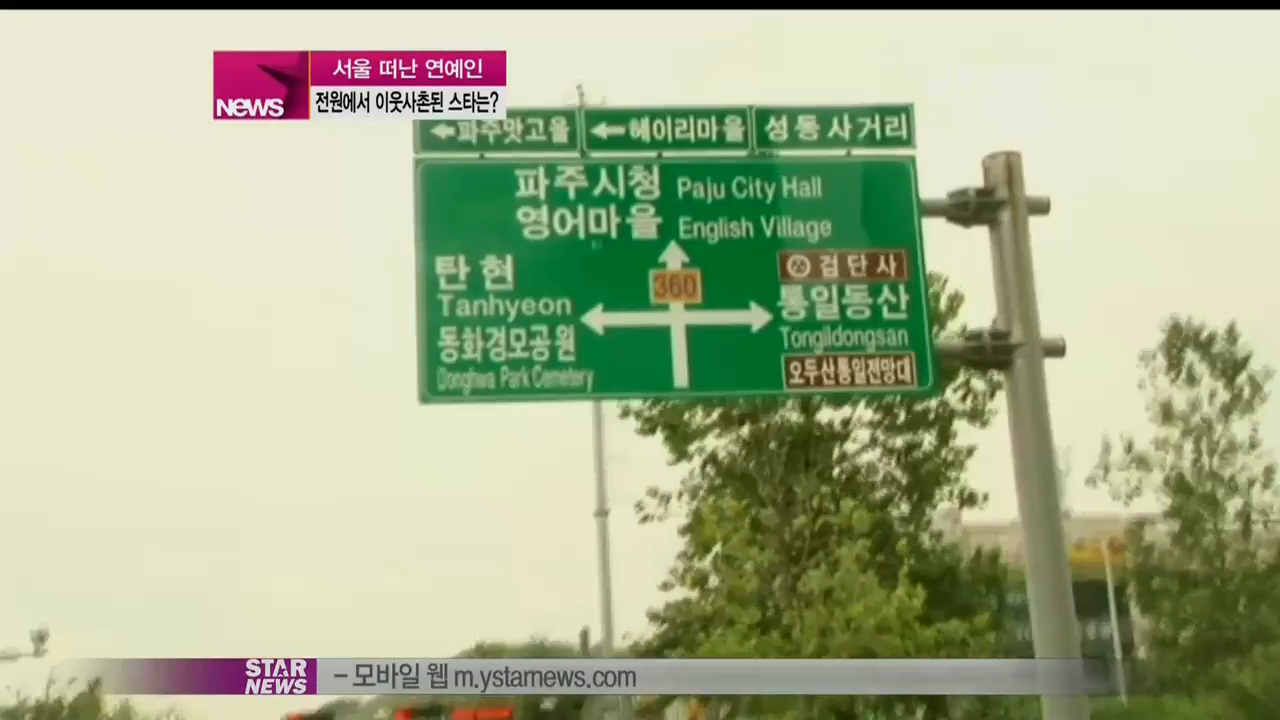 서울 떠난 연예인
NEWS
전원에서 이웃사촌된 스타는?
파주맛고을
헤이리마을
성동사거리
파주시청 Paju City Hall
영어마을 English Village
탄현
Tanhyeon
동화경모공원
Donghwa Park Cemetery
360
검단사
통일동산
Tongildongsan
오두산통일전망대
STAR
NEWS
- 모바일 웹 m.ystarnews.com